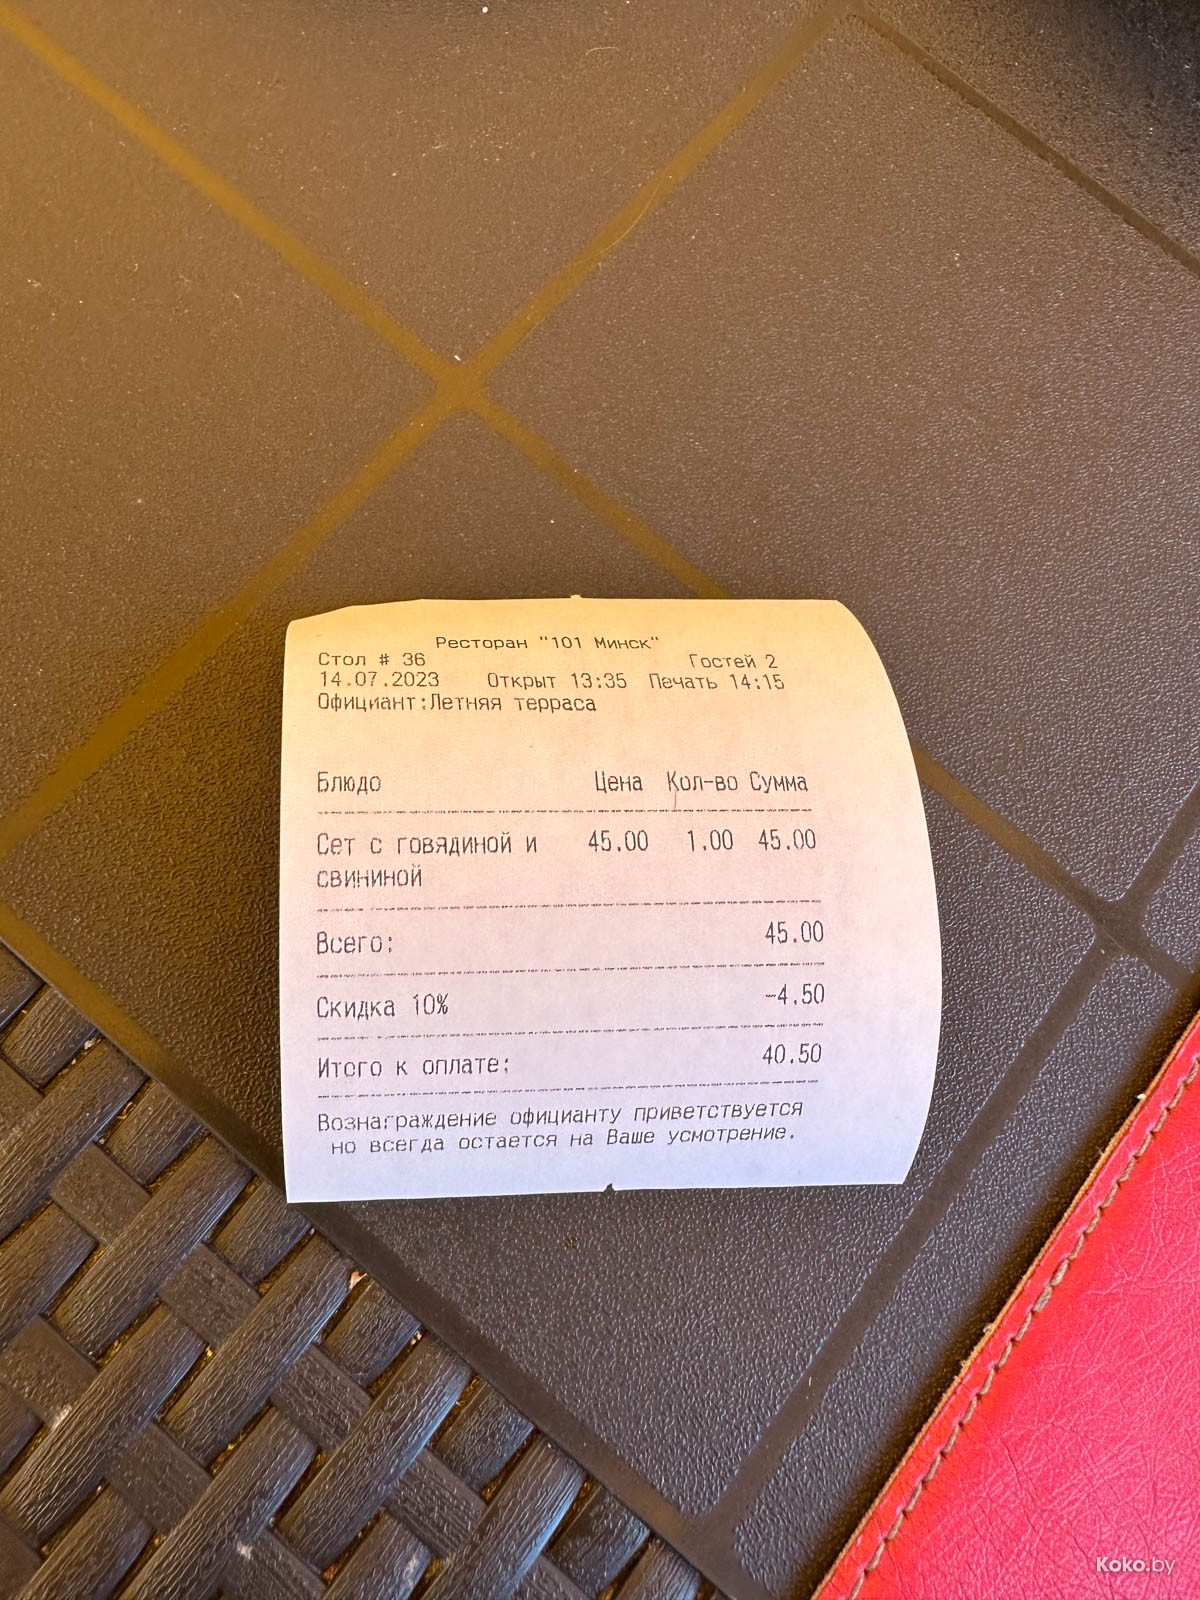 Ресторан "101 Минск"
Стол # 36 Гостей 2
14.07.2023 Открыт 13:35 Печать 14:15
Официант:Летняя терраса
Блюдо Цена Кол-во Сумма
Сет с говядиной и 45.00 1.00 45.00
свининой
Всего: 45.00
Скидка 10% -4.50
Итого к оплате: 40.50
Вознаграждение официанту приветствуется
но всегда остается на Ваше усмотрение.
Koko.by